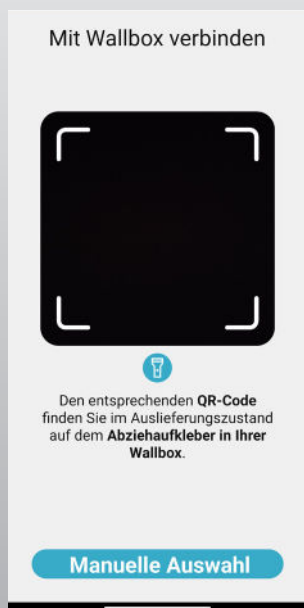 Mit Wallbox verbinden
Den entsprechenden QR-Code
finden Sie im Auslieferungszustand
auf dem Abziehaufkleber in Ihrer
Wallbox.
Manuelle Auswahl